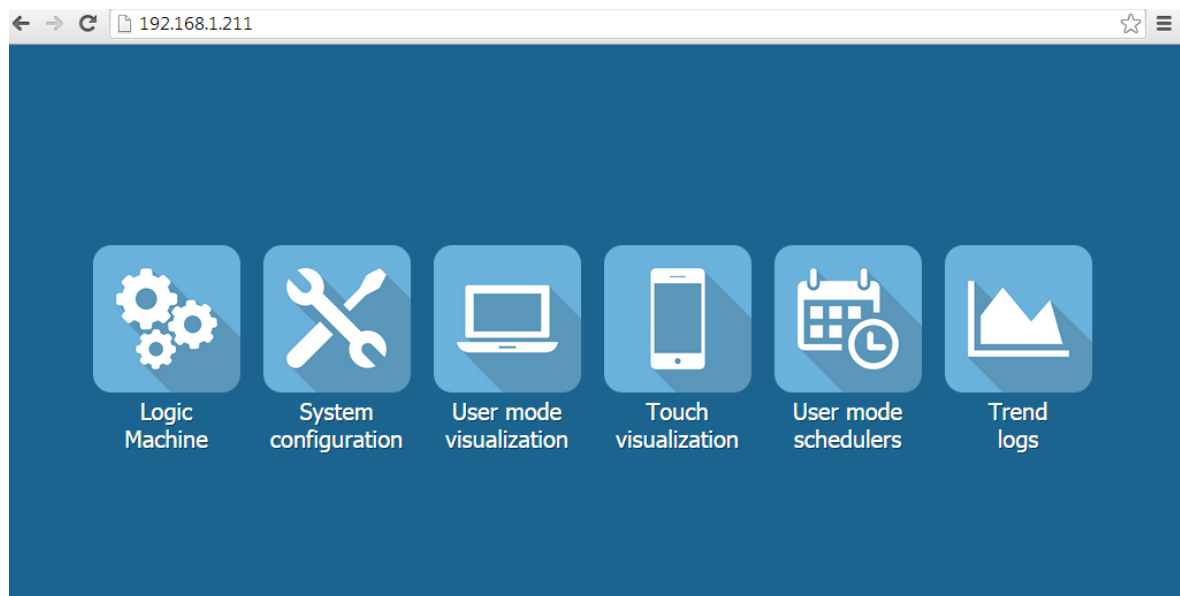 192.168.1.211
Logic
Machine
System
configuration
User mode
visualization
Touch
visualization
User mode
schedulers
Trend
logs